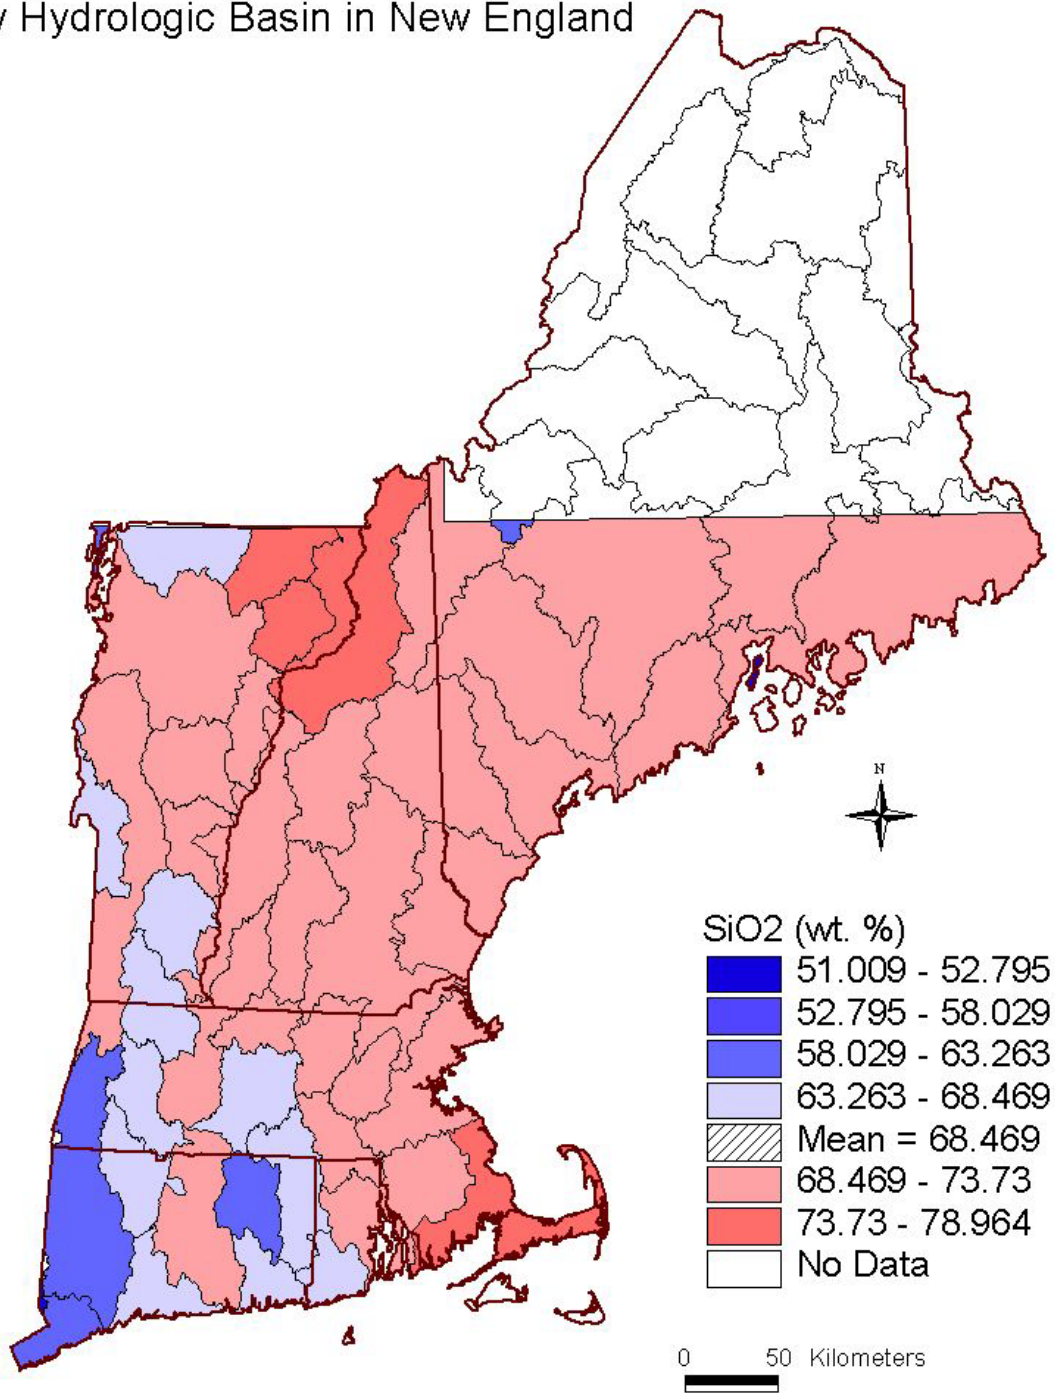 Hydrologic Basin in New England
N
SiO2 (wt. %)
51.009 - 52.795
52.795 - 58.029
58.029 - 63.263
63.263 - 68.469
Mean = 68.469
68.469 - 73.73
73.73 - 78.964
No Data
0 50 Kilometers